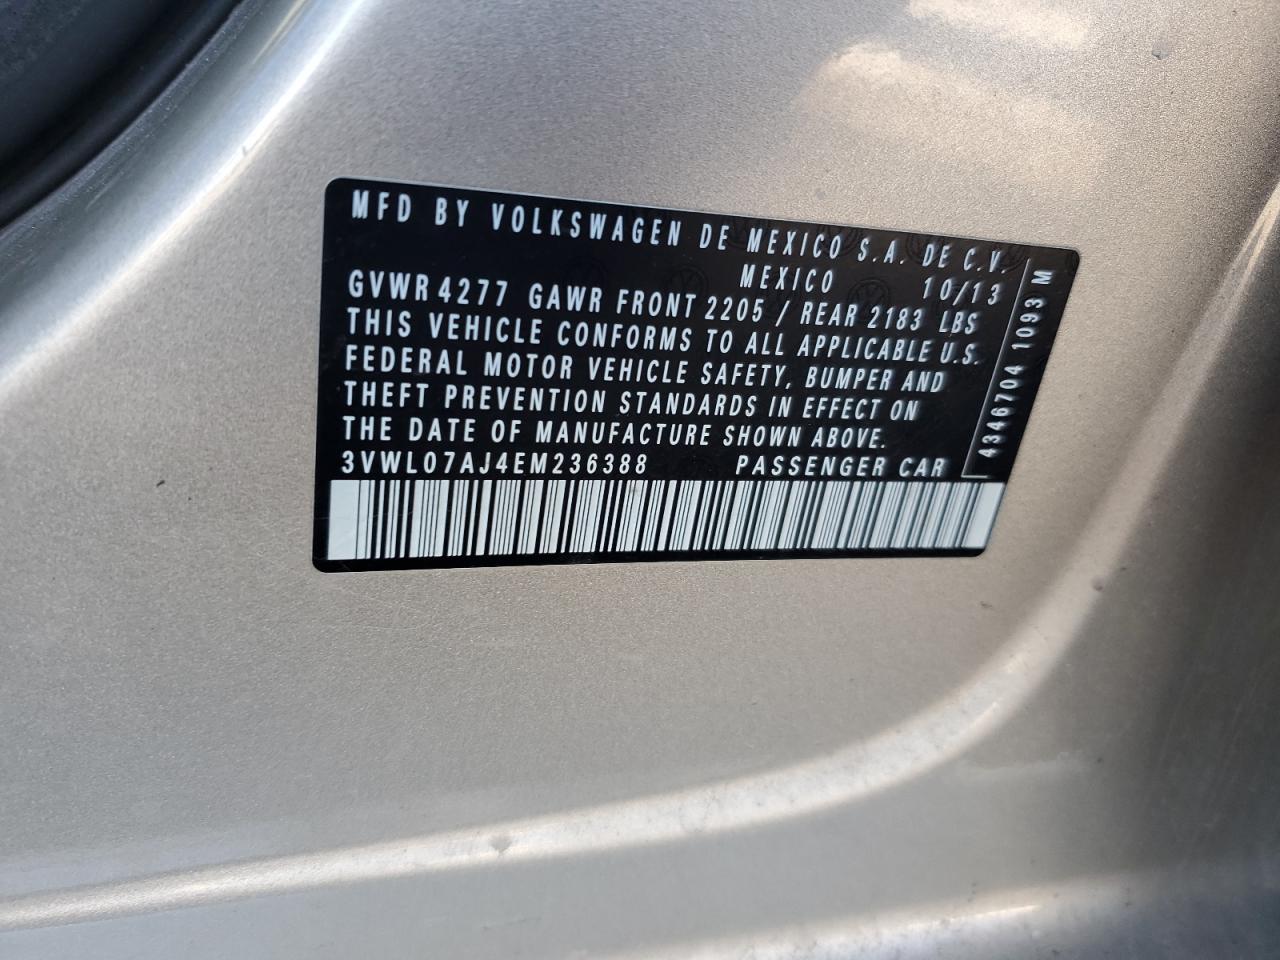 MFD BY VOLKSWAGEN DE MEXICO S.A. DE C.V.
MEXICO 10/13
GVWR 4277 GAWR FRONT 2205 / REAR 2183 LBS
THIS VEHICLE CONFORMS TO ALL APPLICABLE U.S.
FEDERAL MOTOR VEHICLE SAFETY, BUMPER AND
THEFT PREVENTION STANDARDS IN EFFECT ON
THE DATE OF MANUFACTURE SHOWN ABOVE.
3VWL07AJ4EM236388 PASSENGER CAR
4346704 1093 M